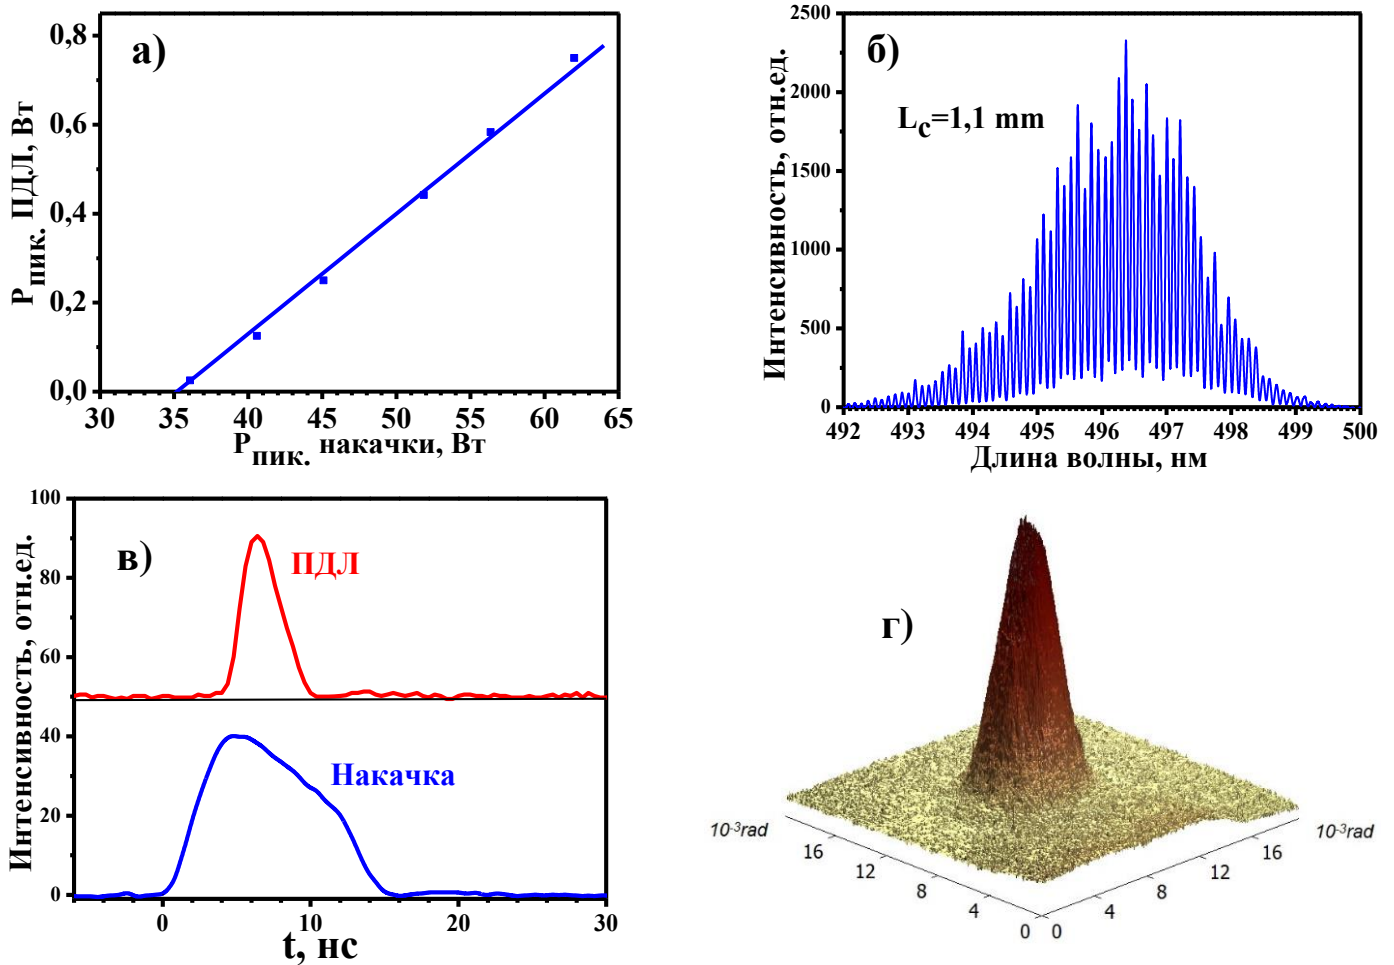 а)
P пик. ПДЛ, Вт
0,8
0,6
0,4
0,2
0,0
30 35 40 45 50 55 60 65
P пик. накачки, Вт
б)
L c=1,1 mm
Интенсивность, отн.ед.
2500
2000
1500
1000
500
0
492 493 494 495 496 497 498 499 500
Длина волны, нм
в)
ПДЛ
Накачка
Интенсивность, отн.ед.
100
80
60
40
20
0
0 10 20 30
t, нс
г)
10-3rad
16
12
8
4
0
10-3rad
16
12
8
4
0